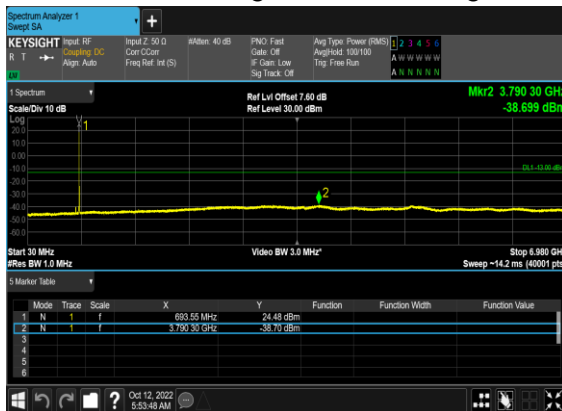 Spectrum Analyzer 1
Swept SA
KEYSIGHT Input: RF Input Z: 50 Ω #Atten: 40 dB PNO: Fast Avg Type: Power (RMS) 1 2 3 4 5 6
R T Coupling: DC Corr CCorr Gate: Off Avg|Hold: 100/100 A W W W W W
Align: Auto Freq Ref: Int (S) IF Gain: Low Trig: Free Run
LW Sig Track: Off A N N N N N
1 Spectrum
Scale/Div 10 dB Ref Lvl Offset 7.60 dB Mkr2 3.790 30 GHz
Ref Level 30.00 dBm -38.699 dBm
Log
20.0
10.0
0.00
-10.0
-20.0
-30.0
-40.0
-50.0
-60.0
1
DL1 -13.00 dBm
2
Start 30 MHz Video BW 3.0 MHz* Stop 6.980 GHz
#Res BW 1.0 MHz Sweep ~14.2 ms (40001 pts)
5 Marker Table
Mode Trace Scale X Y Function Function Width Function Value
1 N 1 f 693.55 MHz 24.48 dBm
2 N 1 f 3.790 30 GHz -38.70 dBm
3
4
5
6
?
Oct 12, 2022
5:53:48 AM